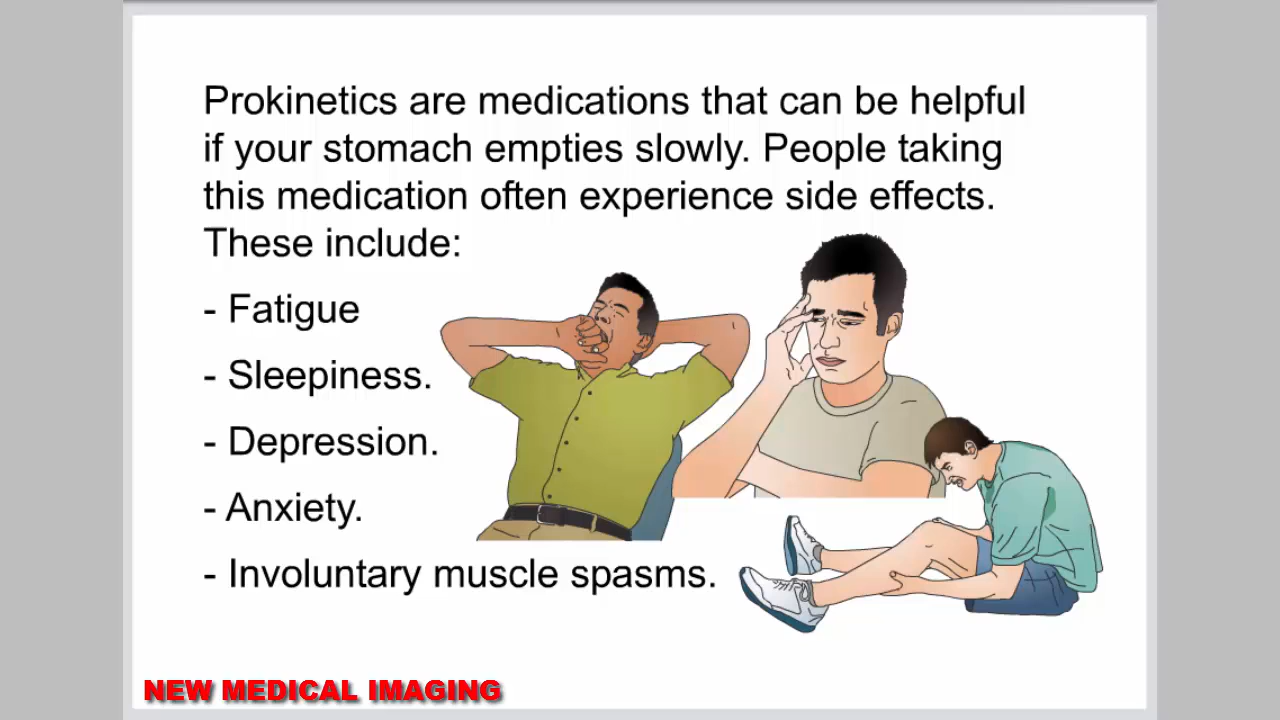 Prokinetics are medications that can be helpful
if your stomach empties slowly. People taking
this medication often experience side effects.
These include:
- Fatigue
- Sleepiness.
- Depression.
- Anxiety.
- Involuntary muscle spasms.
NEW MEDICAL IMAGING